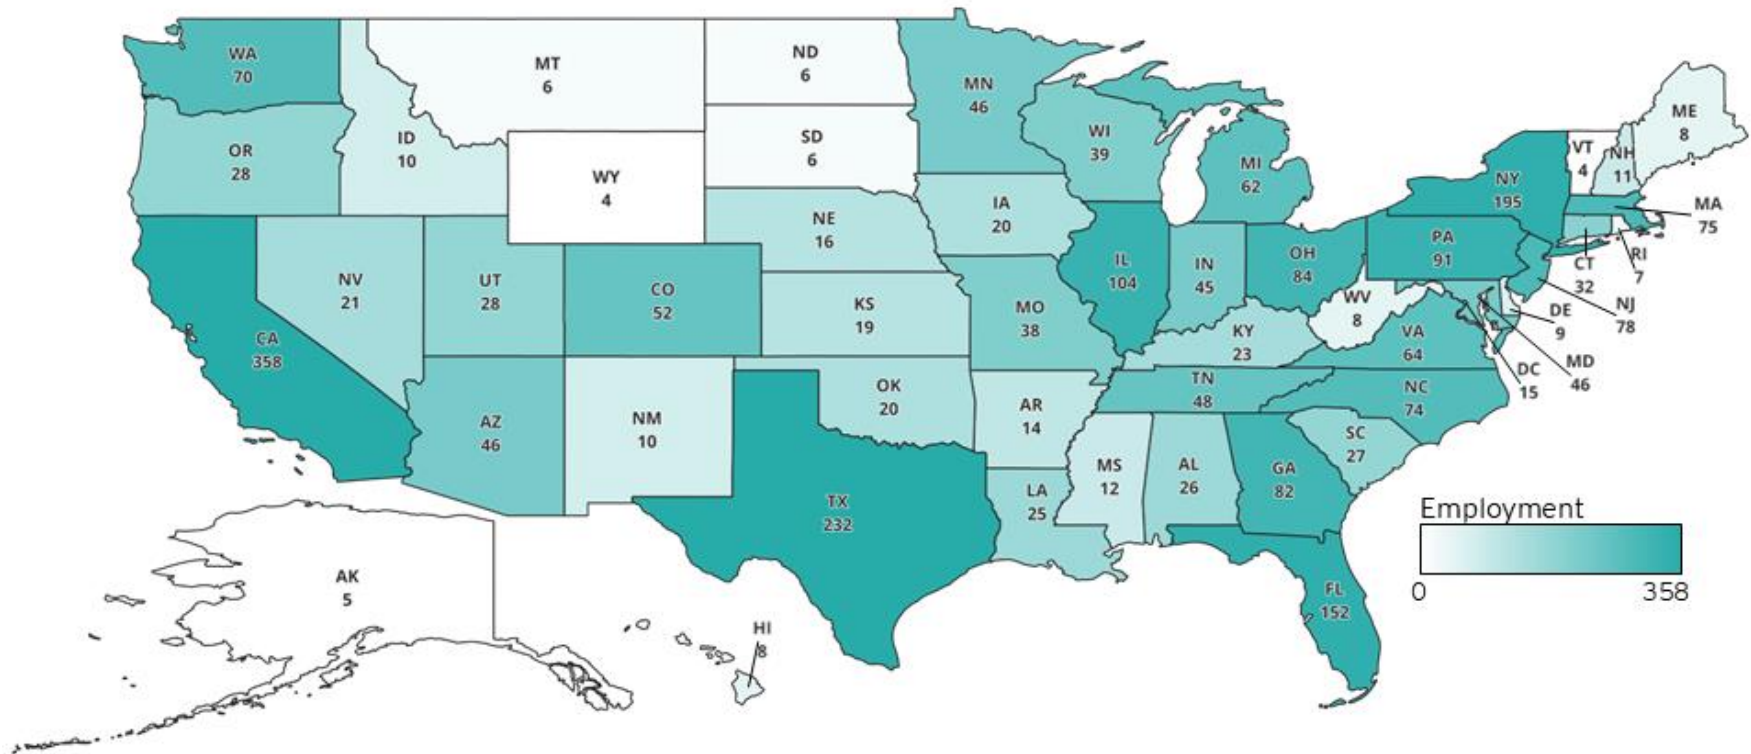 WA
70
MT
6
ND
6
MN
46
ME
8
OR
28
ID
10
SD
6
WI
39
MI
62
VT
4
NH
11
WY
4
NY
195
MA
75
NE
16
IA
20
PA
91
RI
7
CT
32
NV
21
UT
28
CO
52
IL
104
IN
45
OH
84
WV
8
NJ
78
DE
9
KS
19
MO
38
CA
358
KY
23
VA
64
MD
46
DC
15
TN
48
NC
74
AZ
46
NM
10
OK
20
AR
14
SC
27
MS
12
AL
26
GA
82
TX
232
LA
25
Employment
0
358
AK
5
FL
152
HI
8